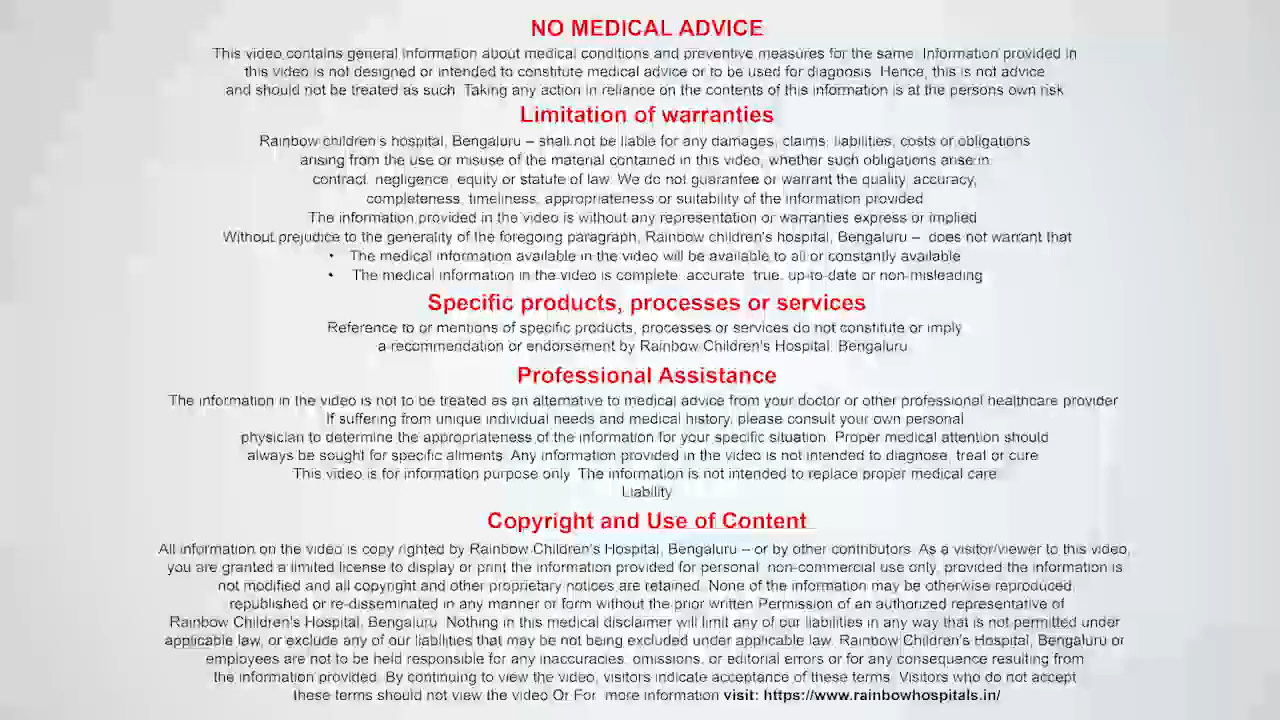 NO MEDICAL ADVICE
This video contains general information about medical conditions and preventive measures for the same. Information provided in
this video is not designed or intended to constitute medical advice or to be used for diagnosis. Hence, this is not advice
and should not be treated as such. Taking any action in reliance on the contents of this information is at the persons own risk
Limitation of warranties
Rainbow children's hospital, Bengaluru – shall not be liable for any damages, claims, liabilities, costs or obligations
arising from the use or misuse of the material contained in this video, whether such obligations arise in
contract, negligence, equity or statute of law. We do not guarantee or warrant the quality, accuracy,
completeness, timeliness, appropriateness or suitability of the information provided
The information provided in the video is without any representation or warranties express or implied
Without prejudice to the generality of the foregoing paragraph, Rainbow children's hospital, Bengaluru – does not warrant that
• The medical information available in the video will be available to all or constantly available
• The medical information in the video is complete, accurate, true, up-to-date or non-misleading
Specific products, processes or services
Reference to or mentions of specific products, processes or services do not constitute or imply
a recommendation or endorsement by Rainbow Children's Hospital, Bengaluru
Professional Assistance
The information in the video is not to be treated as an alternative to medical advice from your doctor or other professional healthcare provider
If suffering from unique individual needs and medical history, please consult your own personal
physician to determine the appropriateness of the information for your specific situation. Proper medical attention should
always be sought for specific aliments. Any information provided in the video is not intended to diagnose, treat or cure
This video is for information purpose only. The information is not intended to replace proper medical care
Liability
Copyright and Use of Content
All information on the video is copy righted by Rainbow Children's Hospital, Bengaluru – or by other contributors. As a visitor/viewer to this video,
you are granted a limited license to display or print the information provided for personal, non-commercial use only, provided the information is
not modified and all copyright and other proprietary notices are retained. None of the information may be otherwise reproduced,
republished or re-disseminated in any manner or form without the prior written Permission of an authorized representative of
Rainbow Children's Hospital, Bengaluru. Nothing in this medical disclaimer will limit any of our liabilities in any way that is not permitted under
applicable law, or exclude any of our liabilities that may be not being excluded under applicable law. Rainbow Children's Hospital, Bengaluru or
employees are not to be held responsible for any inaccuracies, omissions, or editorial errors or for any consequence resulting from
the information provided. By continuing to view the video, visitors indicate acceptance of these terms. Visitors who do not accept
these terms should not view the video Or For more information visit: https://www.rainbowhospitals.in/